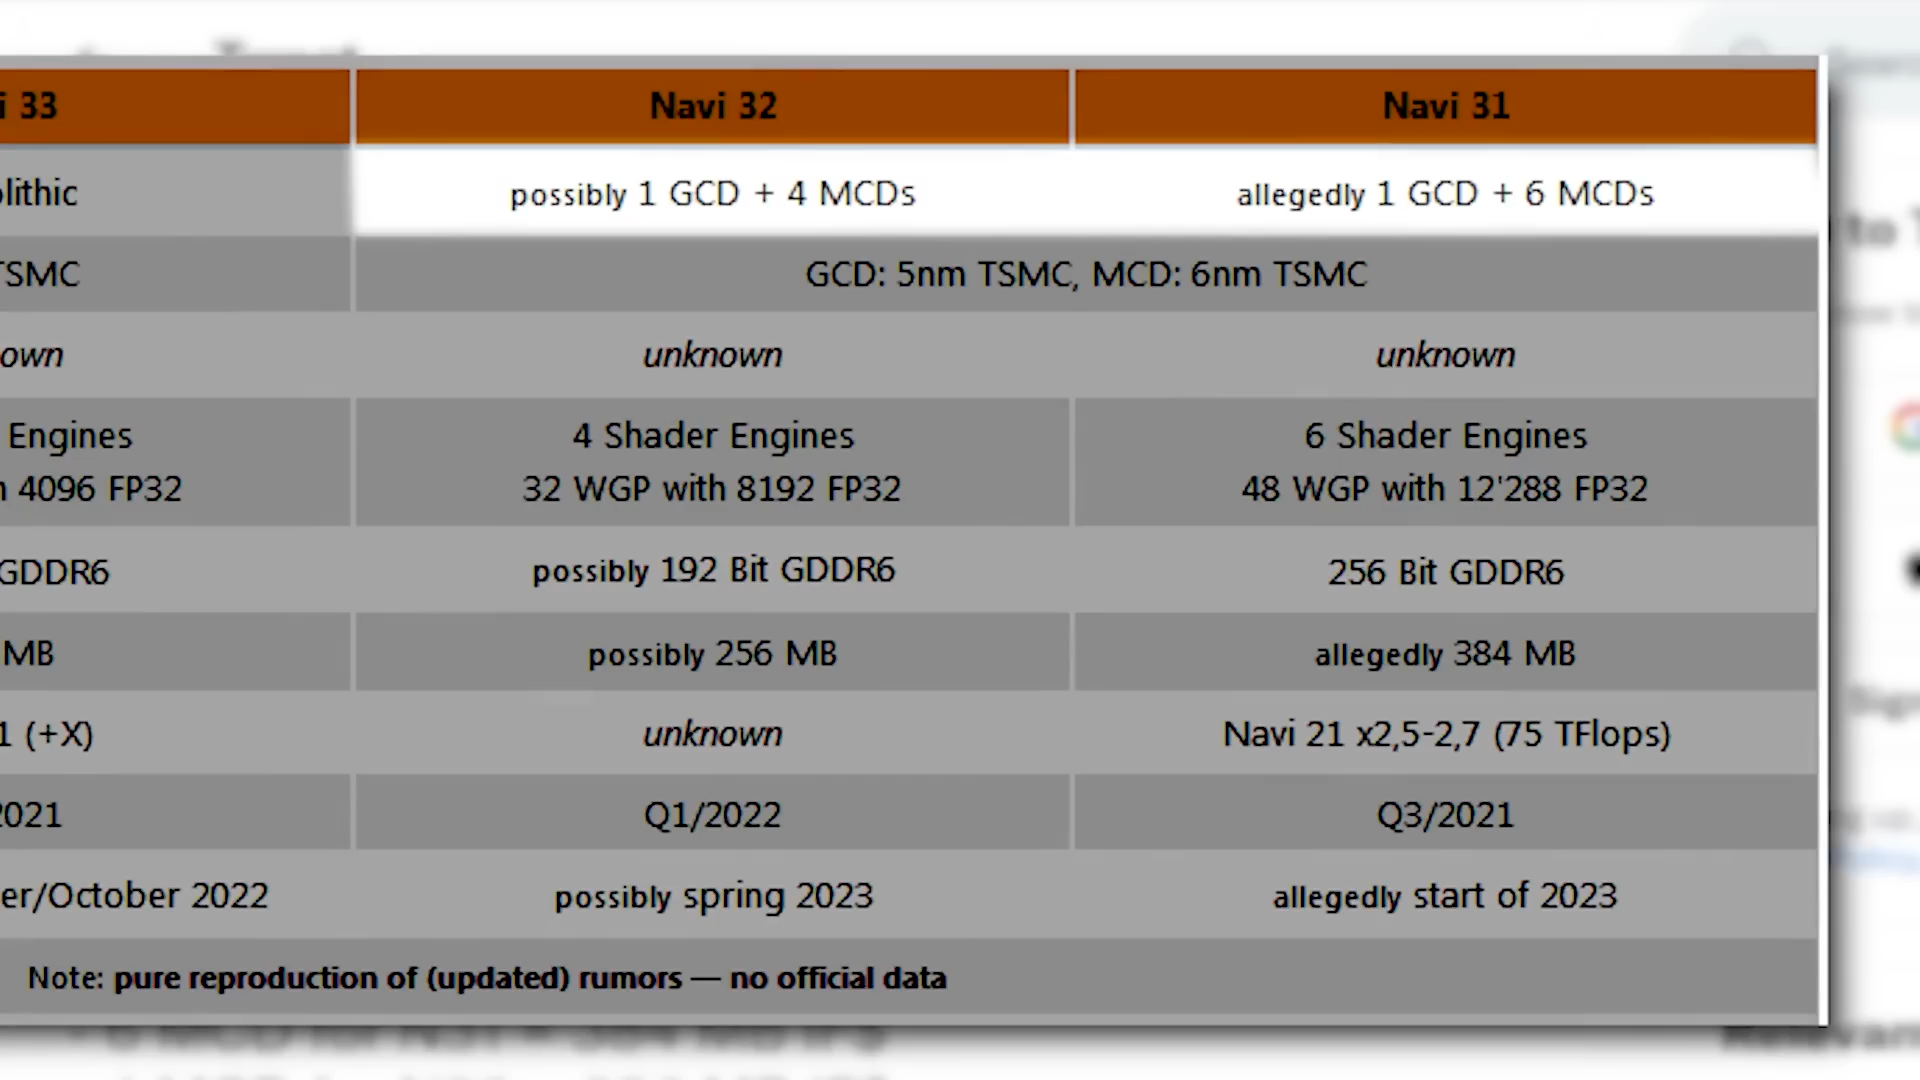 i 33 Navi 32 Navi 31
olithic possibly 1 GCD + 4 MCDs allegedly 1 GCD + 6 MCDs
TSMC GCD: 5nm TSMC, MCD: 6nm TSMC
own unknown unknown
Engines 4 Shader Engines 6 Shader Engines
4096 FP32 32 WGP with 8192 FP32 48 WGP with 12'288 FP32
GDDR6 possibly 192 Bit GDDR6 256 Bit GDDR6
MB possibly 256 MB allegedly 384 MB
1 (+X) unknown Navi 21 x2,5-2,7 (75 TFlops)
2021 Q1/2022 Q3/2021
er/October 2022 possibly spring 2023 allegedly start of 2023
Note: pure reproduction of (updated) rumors — no official data